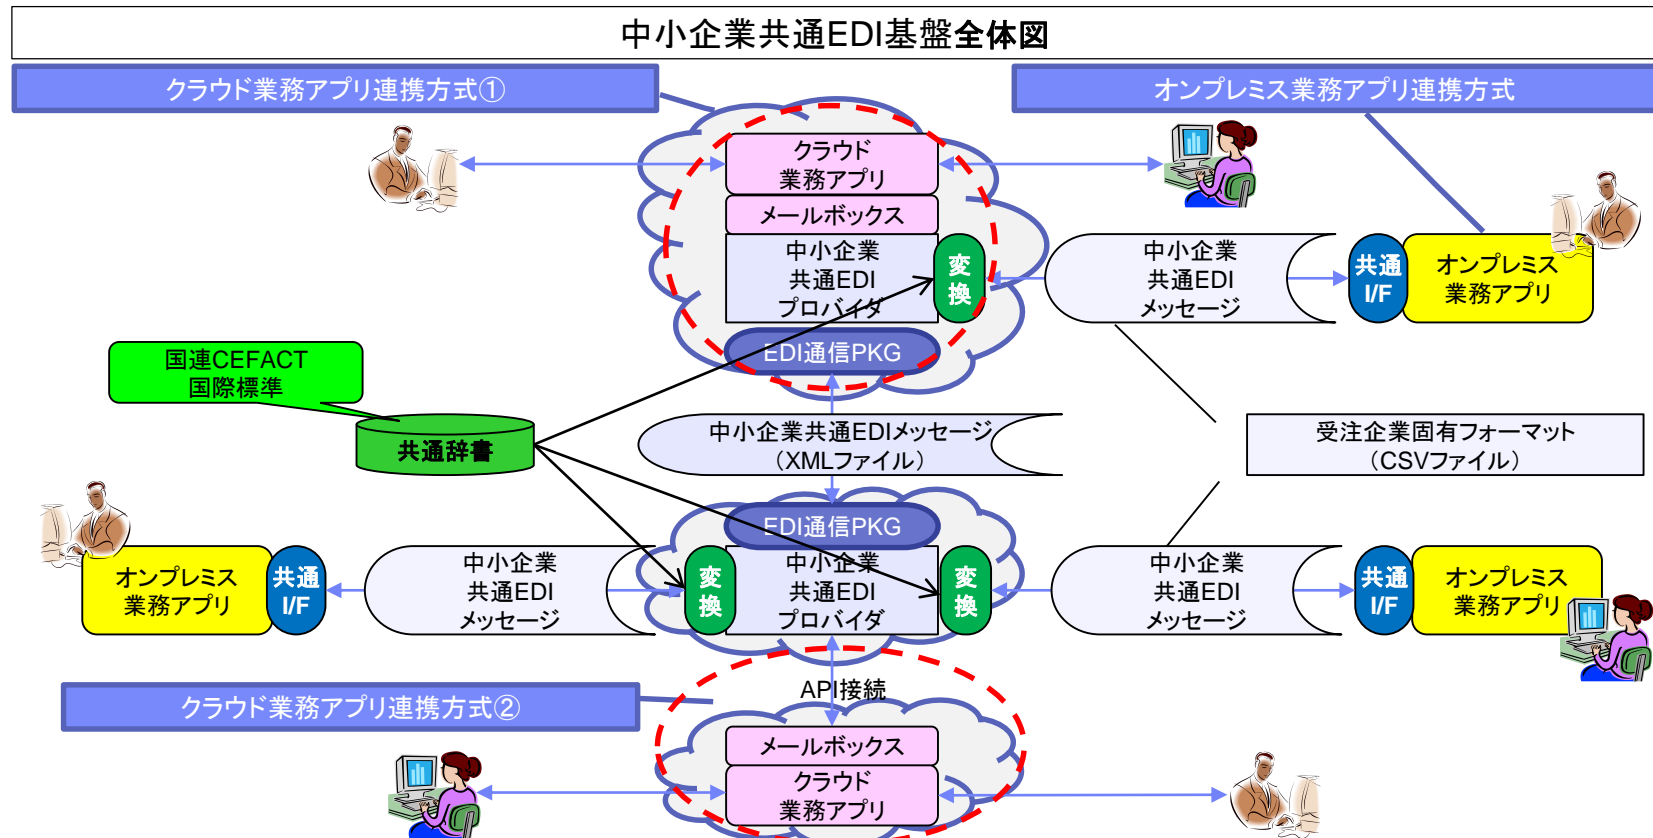 中小企業共通EDI基盤全体図
クラウド業務アプリ連携方式①
オンプレミス業務アプリ連携方式
クラウド
業務アプリ
メールボックス
中小企業
共通EDI
プロバイダ
変
換
中小企業
共通EDI
メッセージ
共通
I/F
オンプレミス
業務アプリ
EDI通信PKG
国連CEFACT
国際標準
共通辞書
中小企業共通EDIメッセージ
（XMLファイル）
受注企業固有フォーマット
（CSVファイル）
EDI通信PKG
オンプレミス
業務アプリ
共通
I/F
中小企業
共通EDI
メッセージ
変
換
中小企業
共通EDI
プロバイダ
変
換
中小企業
共通EDI
メッセージ
共通
I/F
オンプレミス
業務アプリ
クラウド業務アプリ連携方式②
API接続
メールボックス
クラウド
業務アプリ